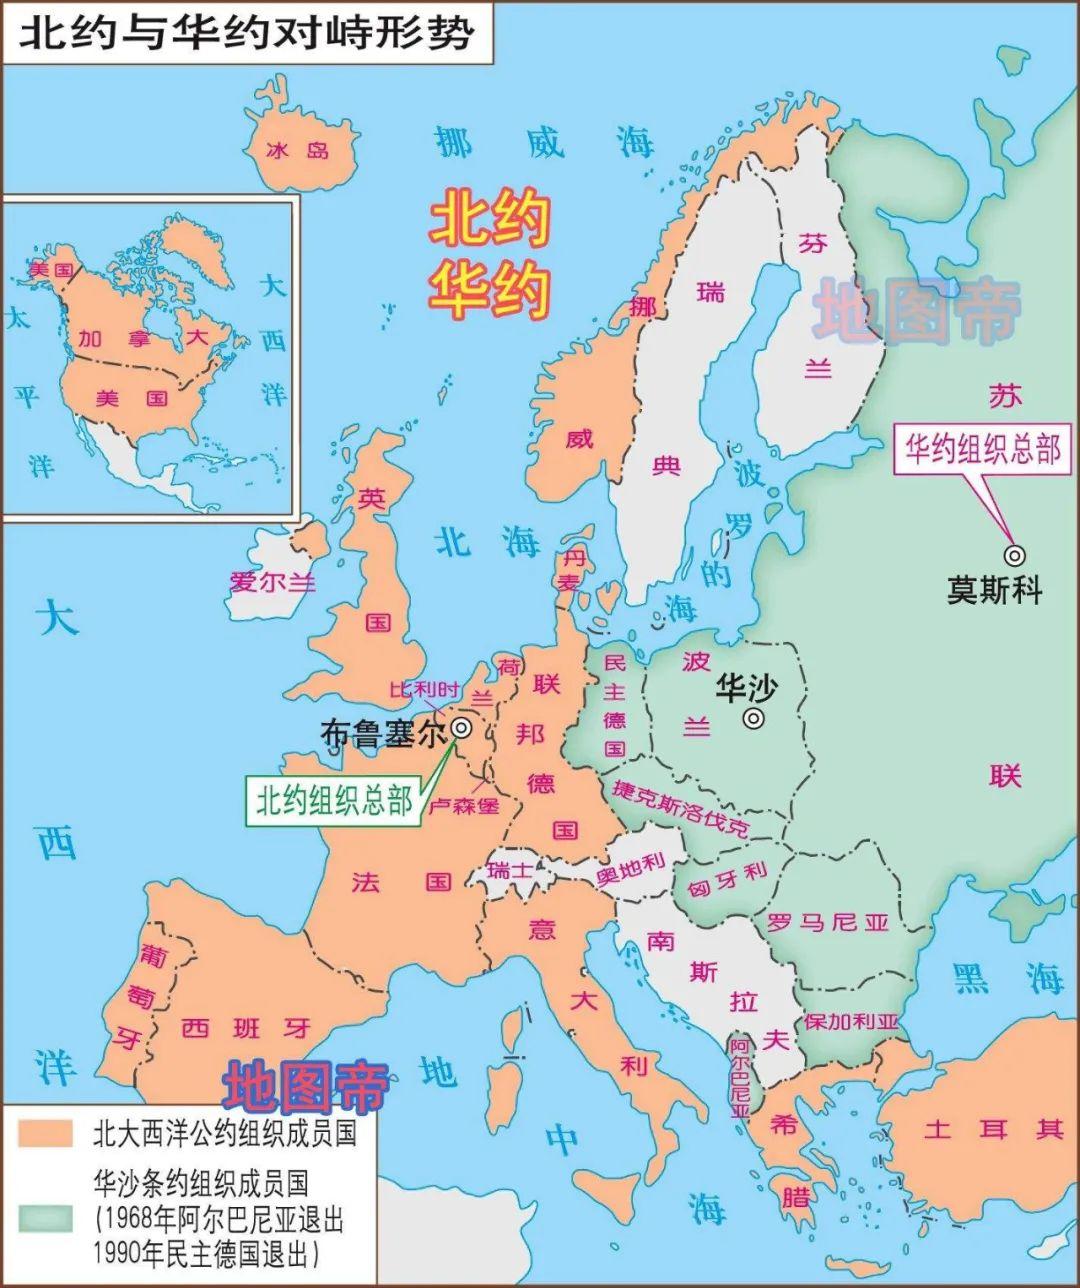 北约与华约对峙形势
冰岛
挪威海
北约
华约
美国
加拿大
美国
太平洋
大西洋
挪威
瑞典
芬兰
地图帝
苏联
华约组织总部
莫斯科
英国
爱尔兰
北海
丹麦
波罗的海
大西洋
荷兰
比利时
布鲁塞尔
北约组织总部
卢森堡
联邦德国
民主德国
波兰
华沙
捷克斯洛伐克
法国
瑞士
奥地利
匈牙利
罗马尼亚
意大利
南斯拉夫
保加利亚
阿尔巴尼亚
黑海
葡萄牙
西班牙
地图帝
地中海
希腊
土耳其
北大西洋公约组织成员国
华沙条约组织成员国
(1968年阿尔巴尼亚退出
1990年民主德国退出)